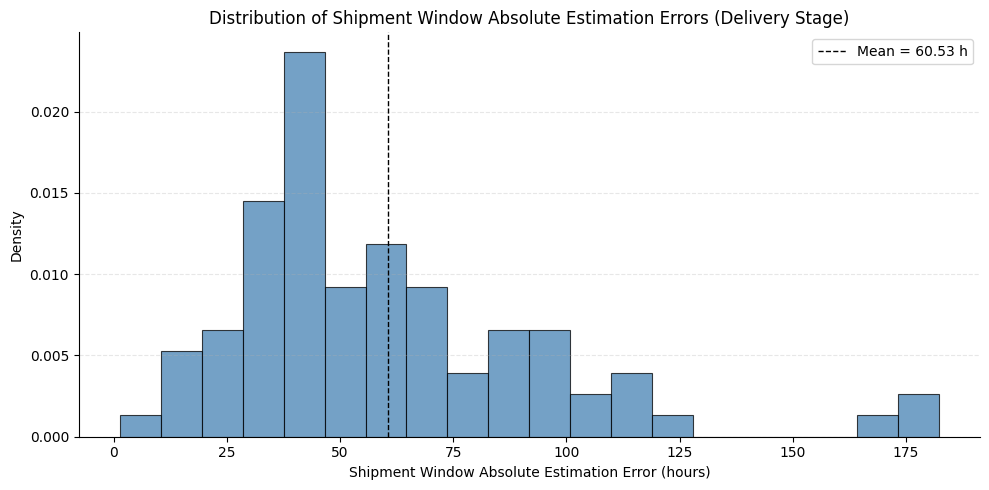 Distribution of Shipment Window Absolute Estimation Errors (Delivery Stage)
Mean = 60.53 h
0.020
0.015
0.010
0.005
0.000
Density
0 25 50 75 100 125 150 175
Shipment Window Absolute Estimation Error (hours)